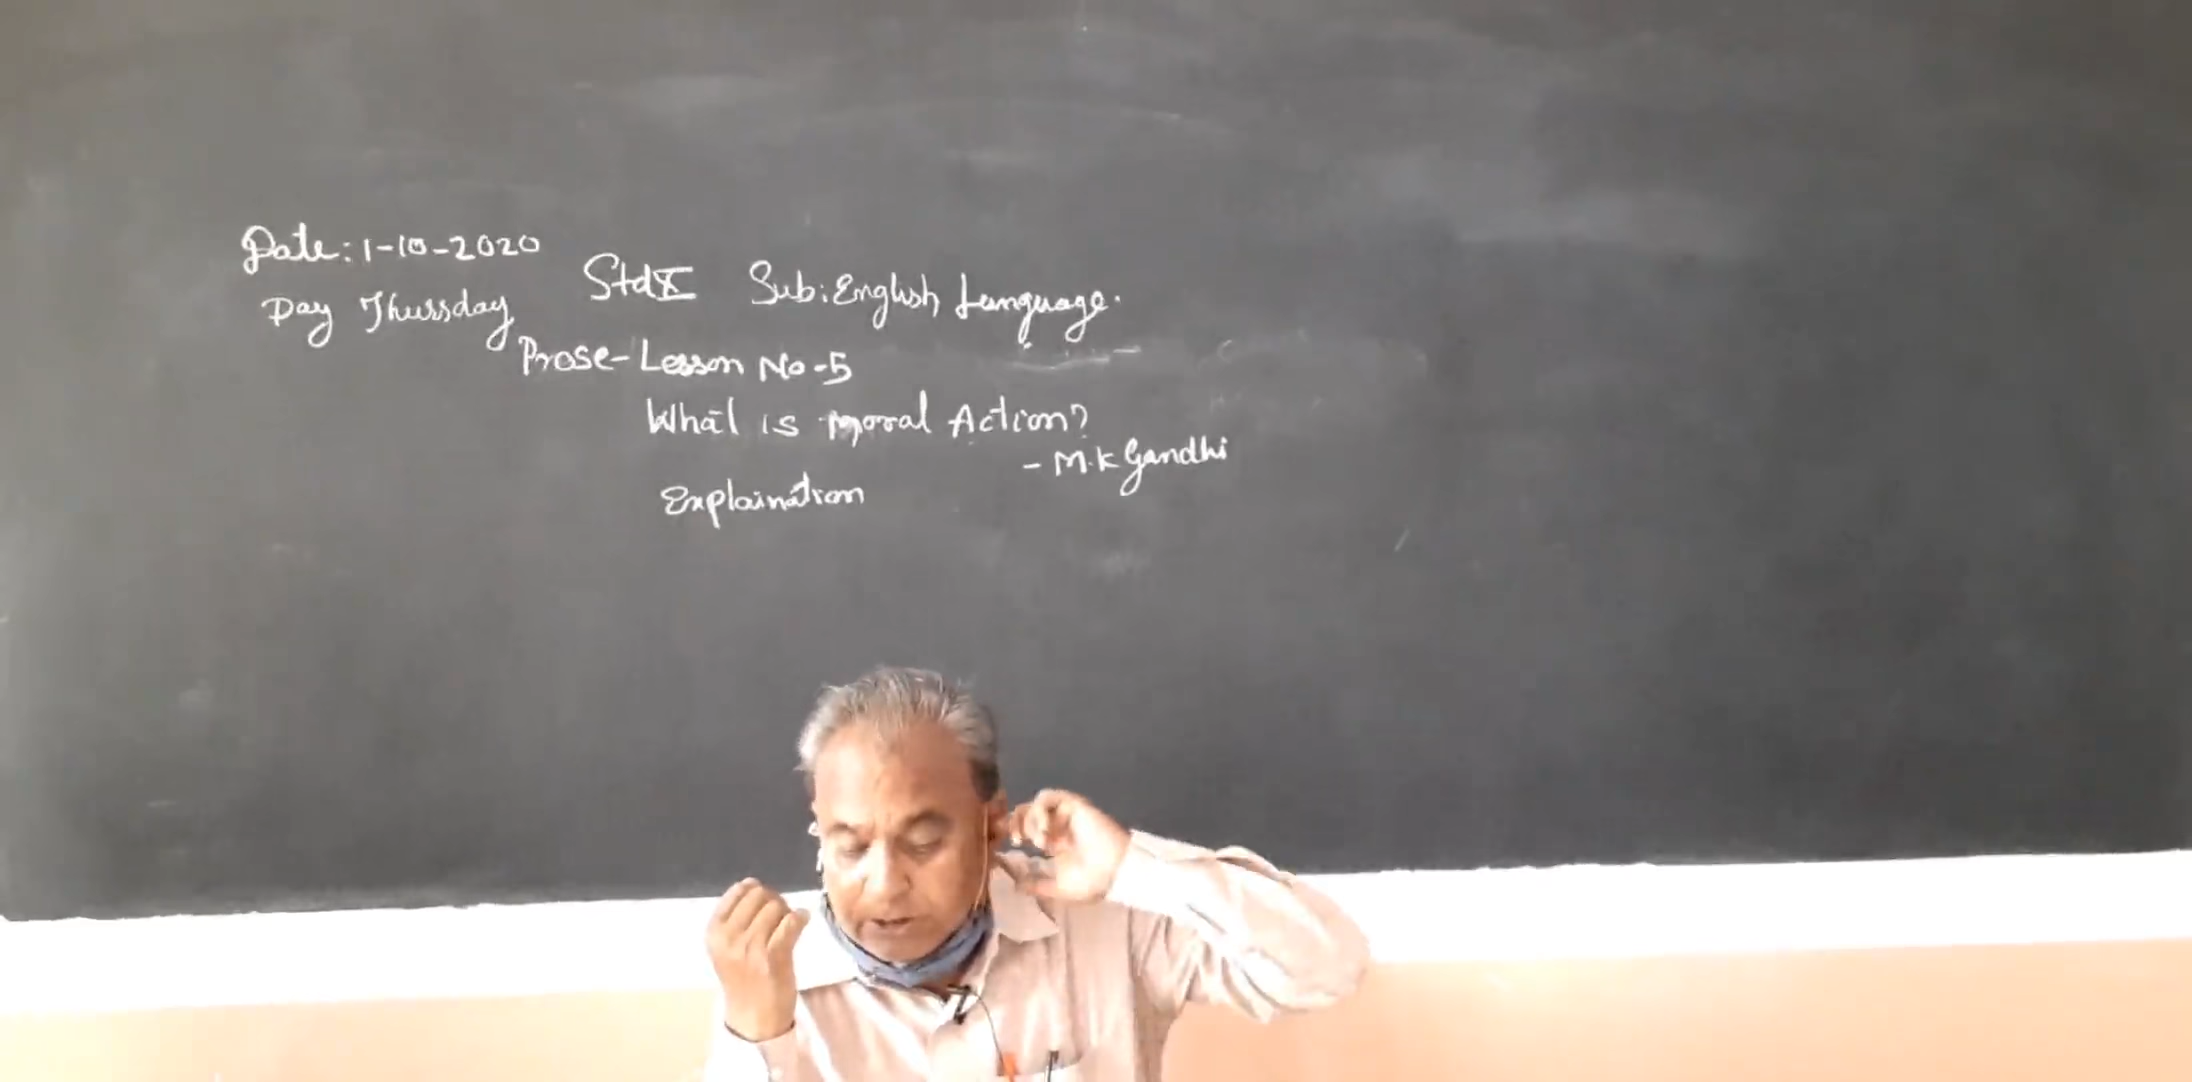 Date: 1-10-2020
Day Thursday
Std X Sub: English Language.
Prose-Lesson No-5
What is Moral Action?
- M.K Gandhi
Explaination